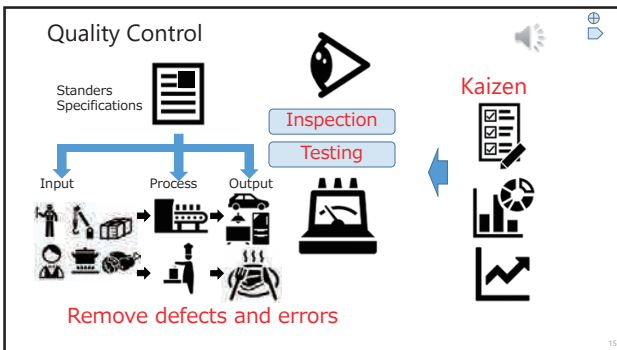 Quality Control
Standers
Specifications
Inspection
Testing
Kaizen
Input
Process
Output
Remove defects and errors
15